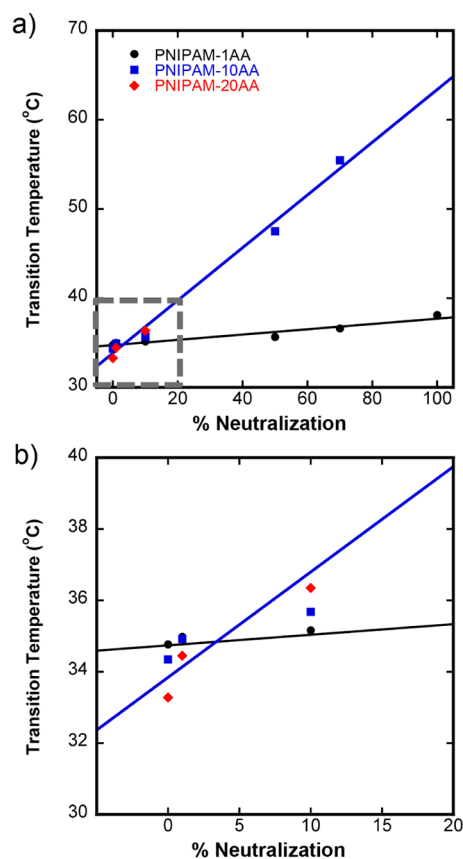 a)
70
60
50
40
30
Transition Temperature (°C)
PNIPAM-1AA
PNIPAM-10AA
PNIPAM-20AA
0 20 40 60 80 100
% Neutralization
b)
40
38
36
34
32
30
Transition Temperature (°C)
0 5 10 15 20
% Neutralization